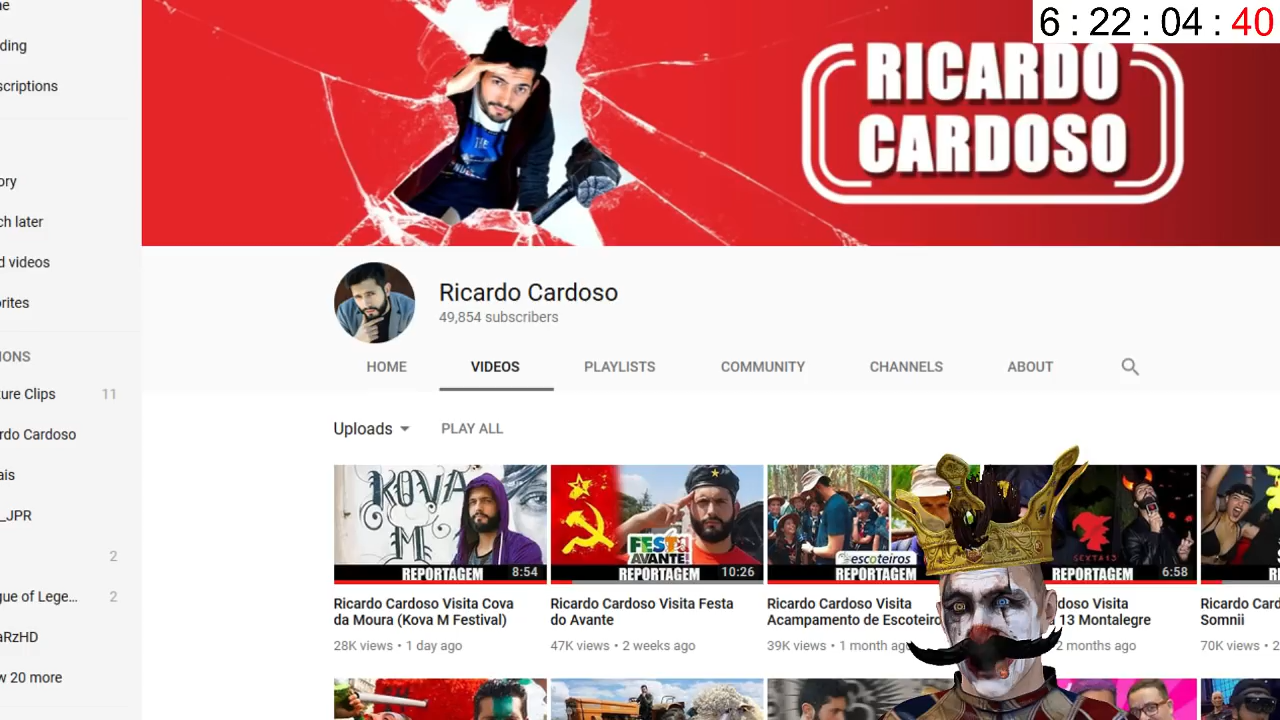 6 : 22 : 04 : 40
RICARDO
CARDOSO
ding
scriptions
ory
ch later
d videos
rites
IONS
ture Clips 11
rdo Cardoso
ais
_JPR
2
gue of Lege... 2
aRzHD
w 20 more
Ricardo Cardoso
49,854 subscribers
HOME VIDEOS PLAYLISTS COMMUNITY CHANNELS ABOUT
Uploads PLAY ALL
KOVA
M
REPORTAGEM 8:54
FESTA
AVANTE!
REPORTAGEM 10:26
escoteiros
REPORTAGEM
SEXTA13
REPORTAGEM 6:58
Ricardo Cardoso Visita Cova
da Moura (Kova M Festival)
28K views • 1 day ago
Ricardo Cardoso Visita Festa
do Avante
47K views • 2 weeks ago
Ricardo Cardoso Visita
Acampamento de Escoteiro
39K views • 1 month ago
doso Visita
13 Montalegre
2 months ago
Ricardo Card
Somnii
70K views • 2